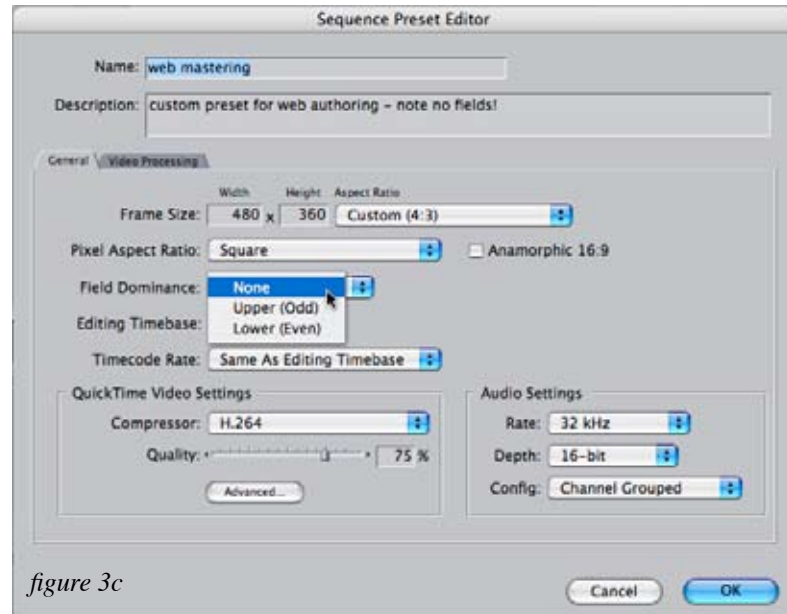 Sequence Preset Editor
Name: web mastering
Description: custom preset for web authoring – note no fields!
General Video Processing
Width Height Aspect Ratio
Frame Size: 480 x 360 Custom (4:3)
Pixel Aspect Ratio: Square Anamorphic 16:9
Field Dominance: None
Upper (Odd)
Editing Timebase: Lower (Even)
Timecode Rate: Same As Editing Timebase
QuickTime Video Settings Audio Settings
Compressor: H.264 Rate: 32 kHz
Quality: 75 % Depth: 16-bit
Advanced... Config: Channel Grouped
figure 3c
Cancel OK